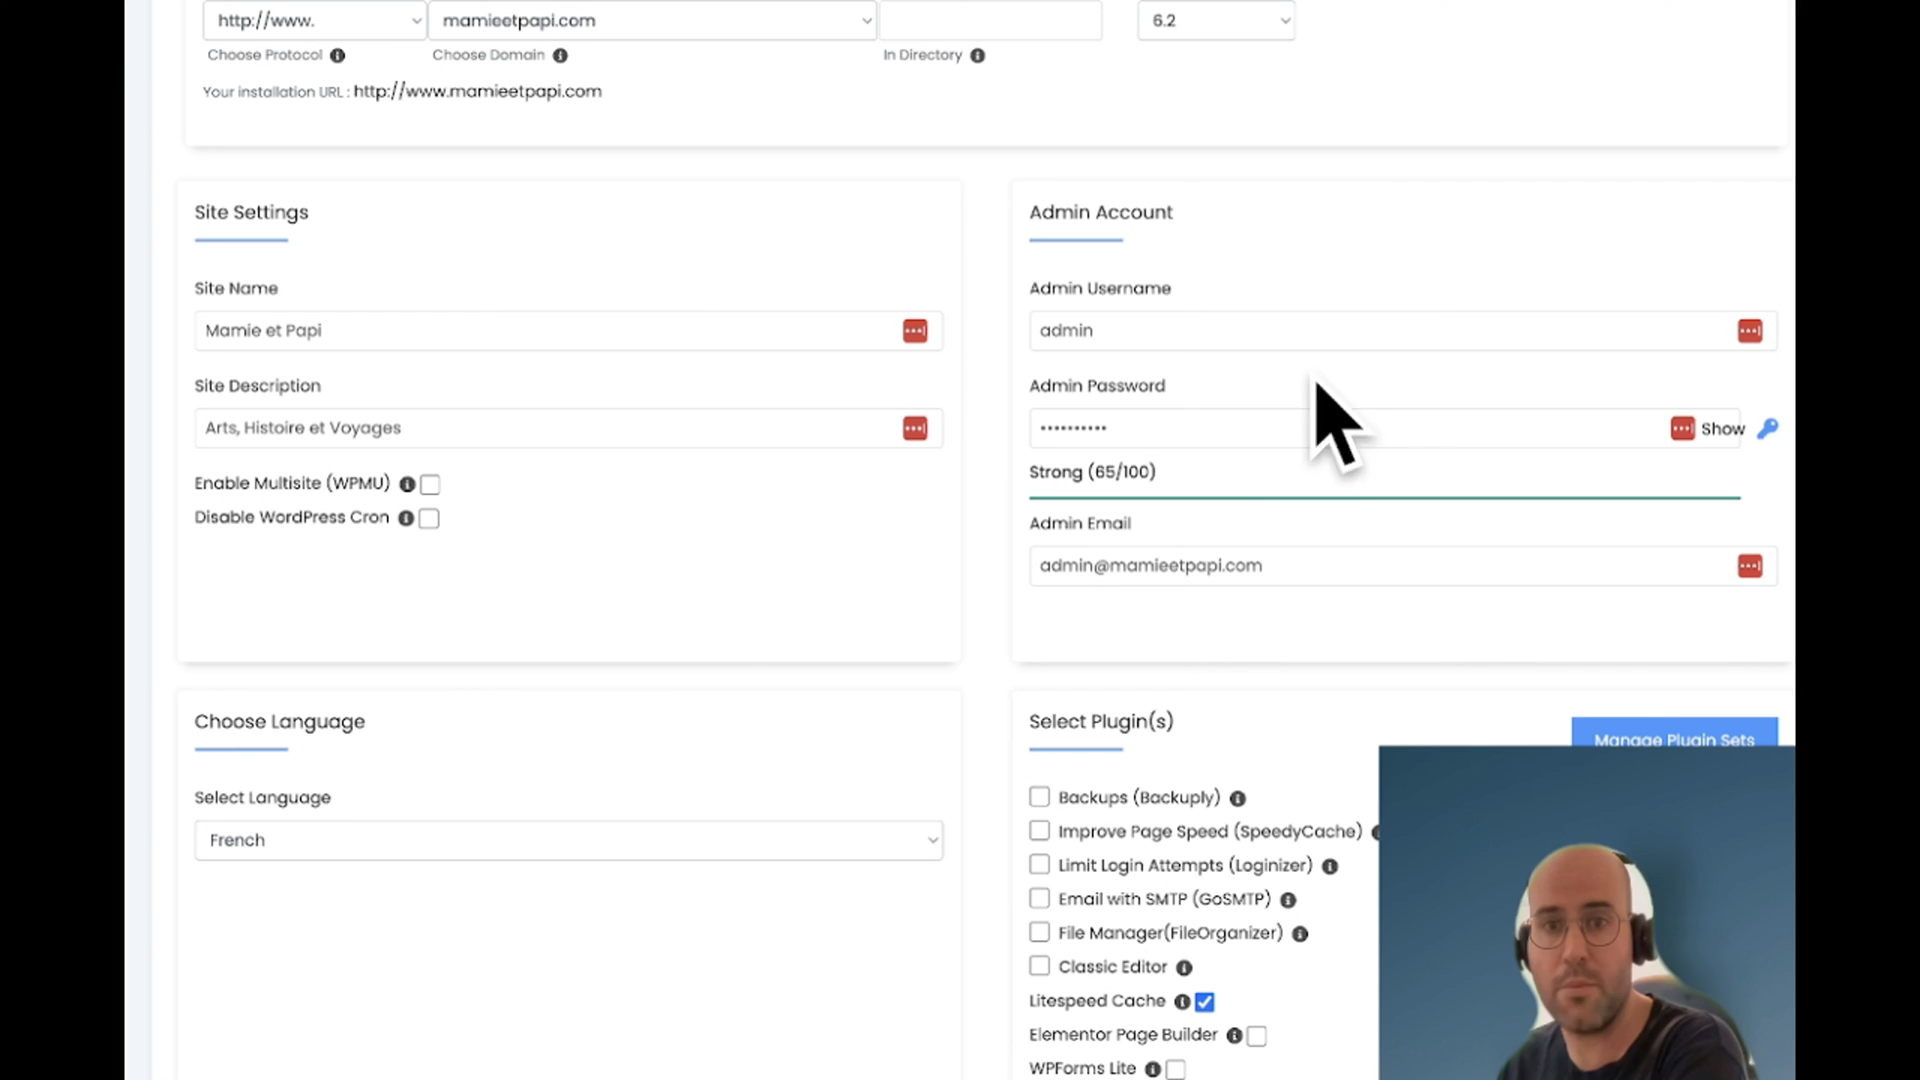 http://www. mamieetpapi.com 6.2
Choose Protocol Choose Domain In Directory
Your installation URL : http://www.mamieetpapi.com
Site Settings
Site Name
Mamie et Papi
Site Description
Arts, Histoire et Voyages
Enable Multisite (WPMU)
Disable WordPress Cron
Admin Account
Admin Username
admin
Admin Password
•••••••••• Show
Strong (65/100)
Admin Email
admin@mamieetpapi.com
Choose Language
Select Language
French
Select Plugin(s)
Manage Plugin Sets
Backups (Backuply)
Improve Page Speed (SpeedyCache)
Limit Login Attempts (Loginizer)
Email with SMTP (GoSMTP)
File Manager(FileOrganizer)
Classic Editor
Litespeed Cache
Elementor Page Builder
WPForms Lite